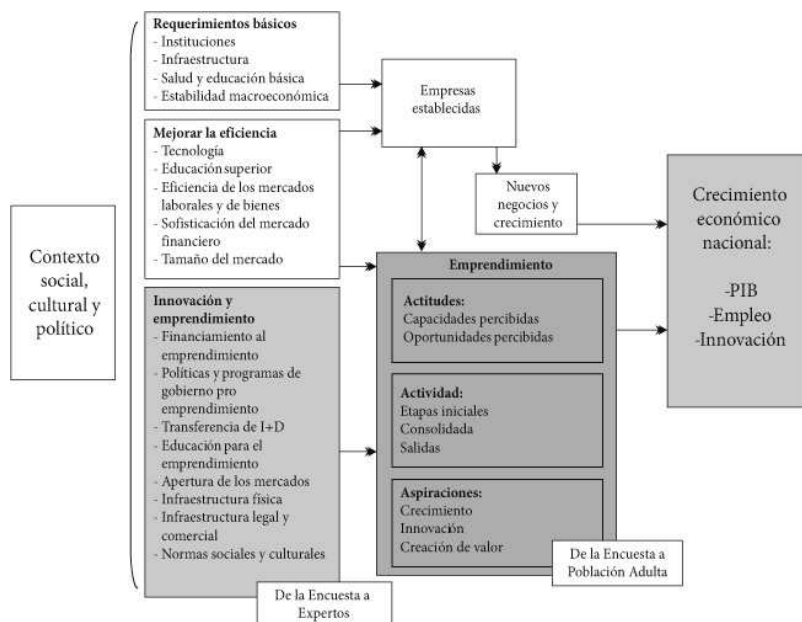 Contexto
social,
cultural y
político
Requerimientos básicos
- Instituciones
- Infraestructura
- Salud y educación básica
- Estabilidad macroeconómica
Mejorar la eficiencia
- Tecnología
- Educación superior
- Eficiencia de los mercados
laborales y de bienes
- Sofisticación del mercado
financiero
- Tamaño del mercado
Innovación y
emprendimiento
- Financiamiento al
emprendimiento
- Políticas y programas de
gobierno pro
emprendimiento
- Transferencia de I+D
- Educación para el
emprendimiento
- Apertura de los mercados
- Infraestructura física
- Infraestructura legal y
comercial
- Normas sociales y culturales
De la Encuesta a
Expertos
Empresas
establecidas
Nuevos
negocios y
crecimiento
Emprendimiento
Actitudes:
Capacidades percibidas
Oportunidades percibidas
Actividad:
Etapas iniciales
Consolidada
Salidas
Aspiraciones:
Crecimiento
Innovación
Creación de valor
De la Encuesta a
Población Adulta
Crecimiento
económico
nacional:
-PIB
-Empleo
-Innovación